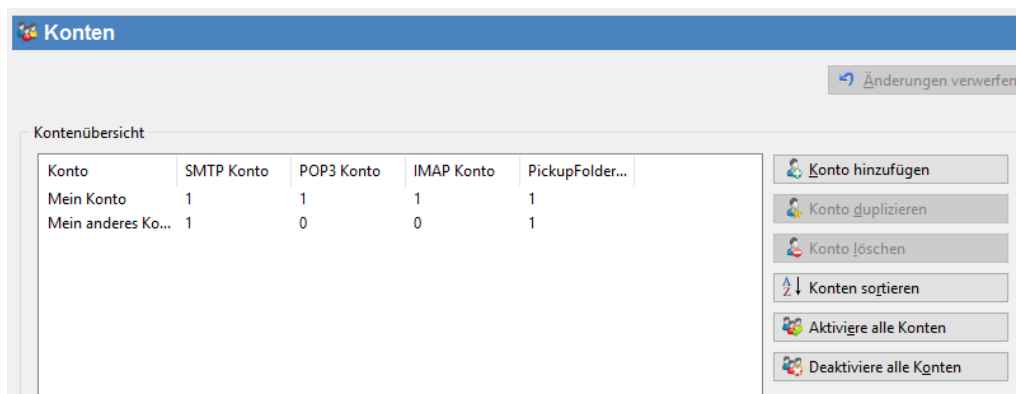 Konten
Änderungen verwerfen
Kontenübersicht
Konto SMTP Konto POP3 Konto IMAP Konto PickupFolder...
Mein Konto 1 1 1 1
Mein anderes Ko... 1 0 0 1
Konto hinzufügen
Konto duplizieren
Konto löschen
Konten sortieren
Aktiviere alle Konten
Deaktiviere alle Konten